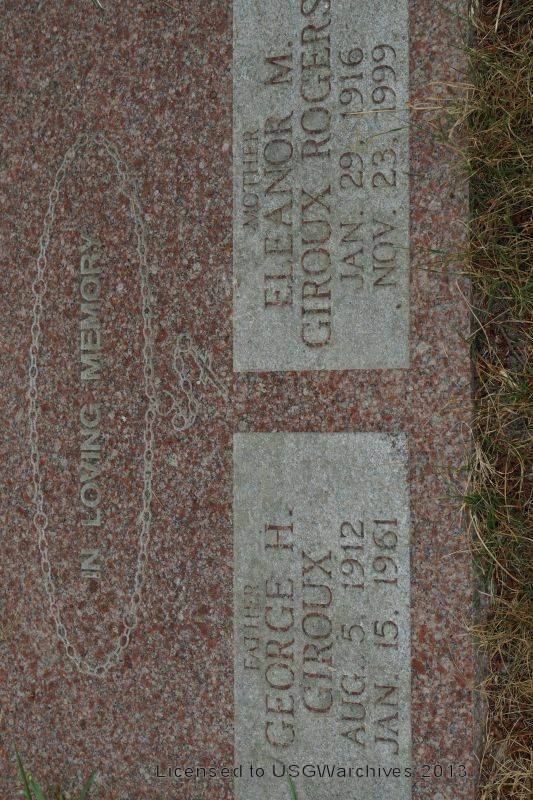 IN LOVING MEMORY
FATHER
GEORGE H.
GIROUX
AUG. 5 1912
JAN. 15. 1961
MOTHER
ELEANOR M.
GIROUX ROGERS
JAN. 29. 1916
NOV. 23. 1999
Licensed to USGWarchives 2013